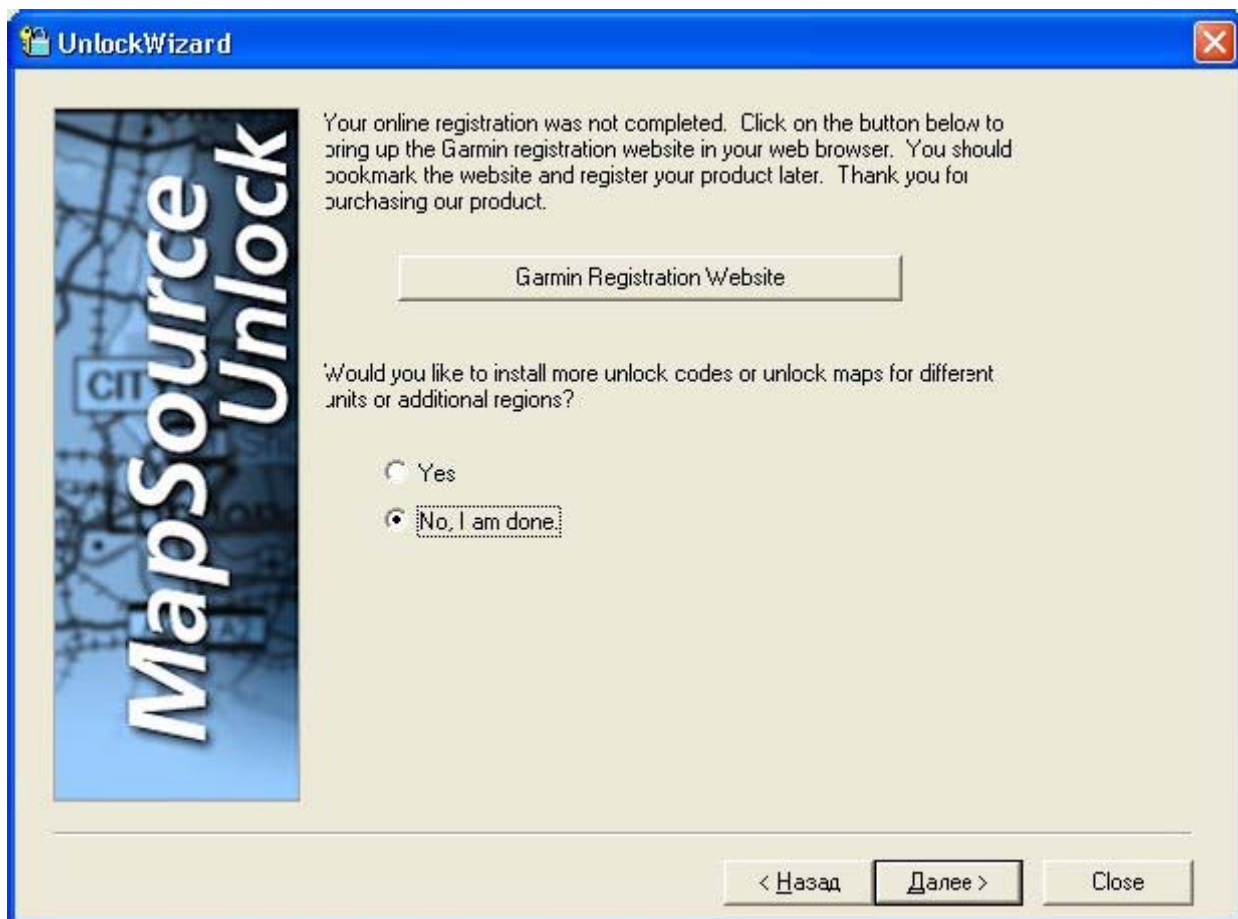 UnlockWizard
Your online registration was not completed. Click on the button below to
bring up the Garmin registration website in your web browser. You should
bookmark the website and register your product later. Thank you for
purchasing our product.
Garmin Registration Website
Would you like to install more unlock codes or unlock maps for different
units or additional regions?
Yes
No, I am done.
MapSource
Unlock
CIT
< Назад
Далее >
Close